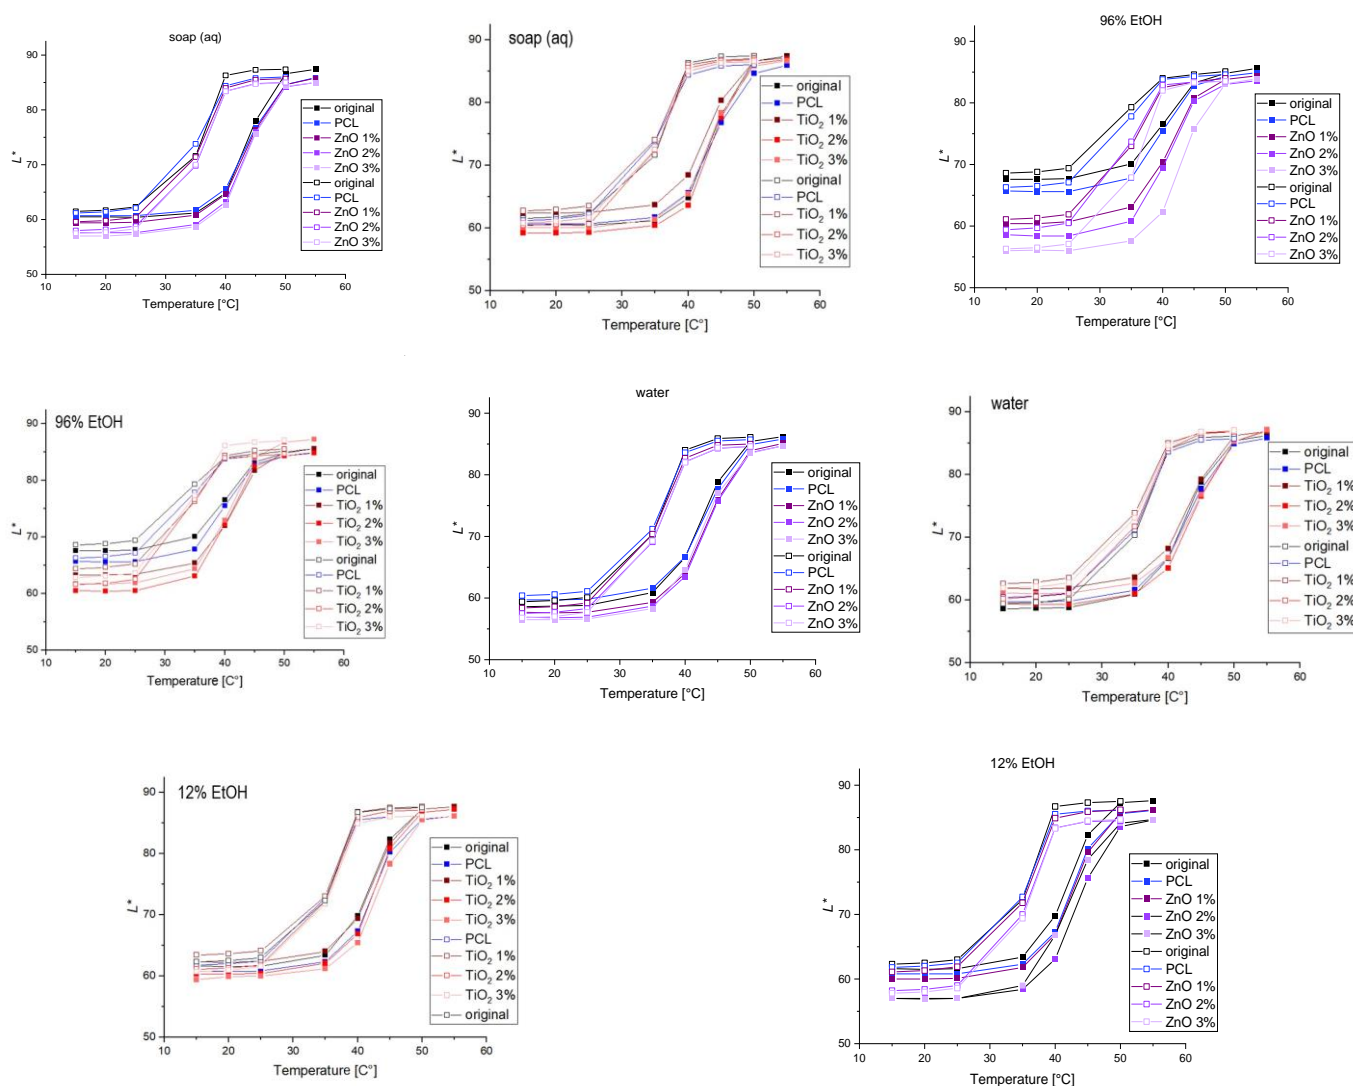 soap (aq)
90
80
70
60
50
L*
10 20 30 40 50 60
Temperature [°C]
original
PCL
ZnO 1%
ZnO 2%
ZnO 3%
original
PCL
ZnO 1%
ZnO 2%
ZnO 3%
soap (aq)
90
80
70
60
50
L*
10 20 30 40 50 60
Temperature [C°]
original
PCL
TiO₂ 1%
TiO₂ 2%
TiO₂ 3%
original
PCL
TiO₂ 1%
TiO₂ 2%
TiO₂ 3%
96% EtOH
90
80
70
60
50
L*
10 20 30 40 50 60
Temperature [°C]
original
PCL
ZnO 1%
ZnO 2%
ZnO 3%
original
PCL
ZnO 1%
ZnO 2%
ZnO 3%
96% EtOH
90
80
70
60
50
L*
10 20 30 40 50 60
Temperature [C°]
original
PCL
TiO₂ 1%
TiO₂ 2%
TiO₂ 3%
original
PCL
TiO₂ 1%
TiO₂ 2%
TiO₂ 3%
water
90
80
70
60
50
L*
10 20 30 40 50 60
Temperature [°C]
original
PCL
ZnO 1%
ZnO 2%
ZnO 3%
original
PCL
ZnO 1%
ZnO 2%
ZnO 3%
water
90
80
70
60
50
L*
10 20 30 40 50 60
Temperature [C°]
original
PCL
TiO₂ 1%
TiO₂ 2%
TiO₂ 3%
original
PCL
TiO₂ 1%
TiO₂ 2%
TiO₂ 3%
12% EtOH
90
80
70
60
50
L*
10 20 30 40 50 60
Temperature [C°]
original
PCL
TiO₂ 1%
TiO₂ 2%
TiO₂ 3%
PCL
TiO₂ 1%
TiO₂ 2%
TiO₂ 3%
original
12% EtOH
90
80
70
60
50
L*
10 20 30 40 50 60
Temperature [°C]
original
PCL
ZnO 1%
ZnO 2%
ZnO 3%
original
PCL
ZnO 1%
ZnO 2%
ZnO 3%